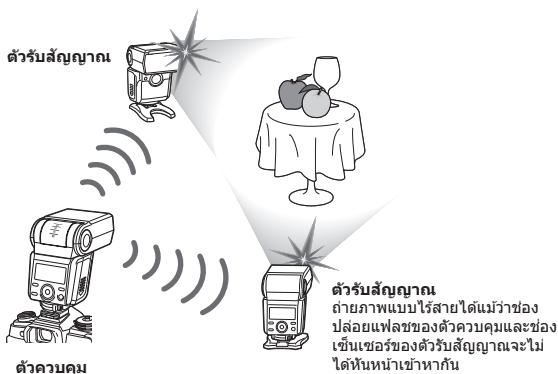 ตัวรับสัญญาณ
ตัวรับสัญญาณ
ถ่ายภาพแบบไร้สายได้แม้ว่าช่อง
ปล่อยแฟลชของตัวควบคุมและช่อง
เซ็นเซอร์ของตัวรับสัญญาณจะไม่
ได้หันหน้าเข้าหากัน
ตัวควบคุม